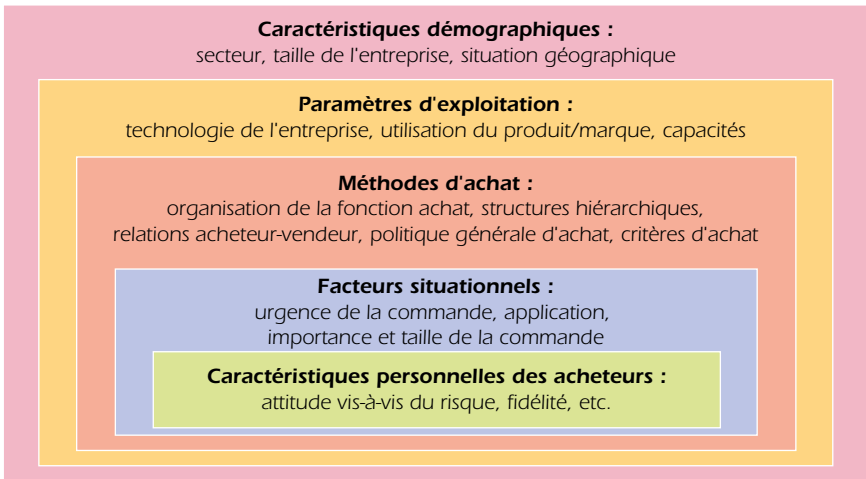 Caractéristiques démographiques :
secteur, taille de l'entreprise, situation géographique
Paramètres d'exploitation :
technologie de l'entreprise, utilisation du produit/marque, capacités
Méthodes d'achat :
organisation de la fonction achat, structures hiérarchiques,
relations acheteur-vendeur, politique générale d'achat, critères d'achat
Facteurs situationnels :
urgence de la commande, application,
importance et taille de la commande
Caractéristiques personnelles des acheteurs :
attitude vis-à-vis du risque, fidélité, etc.